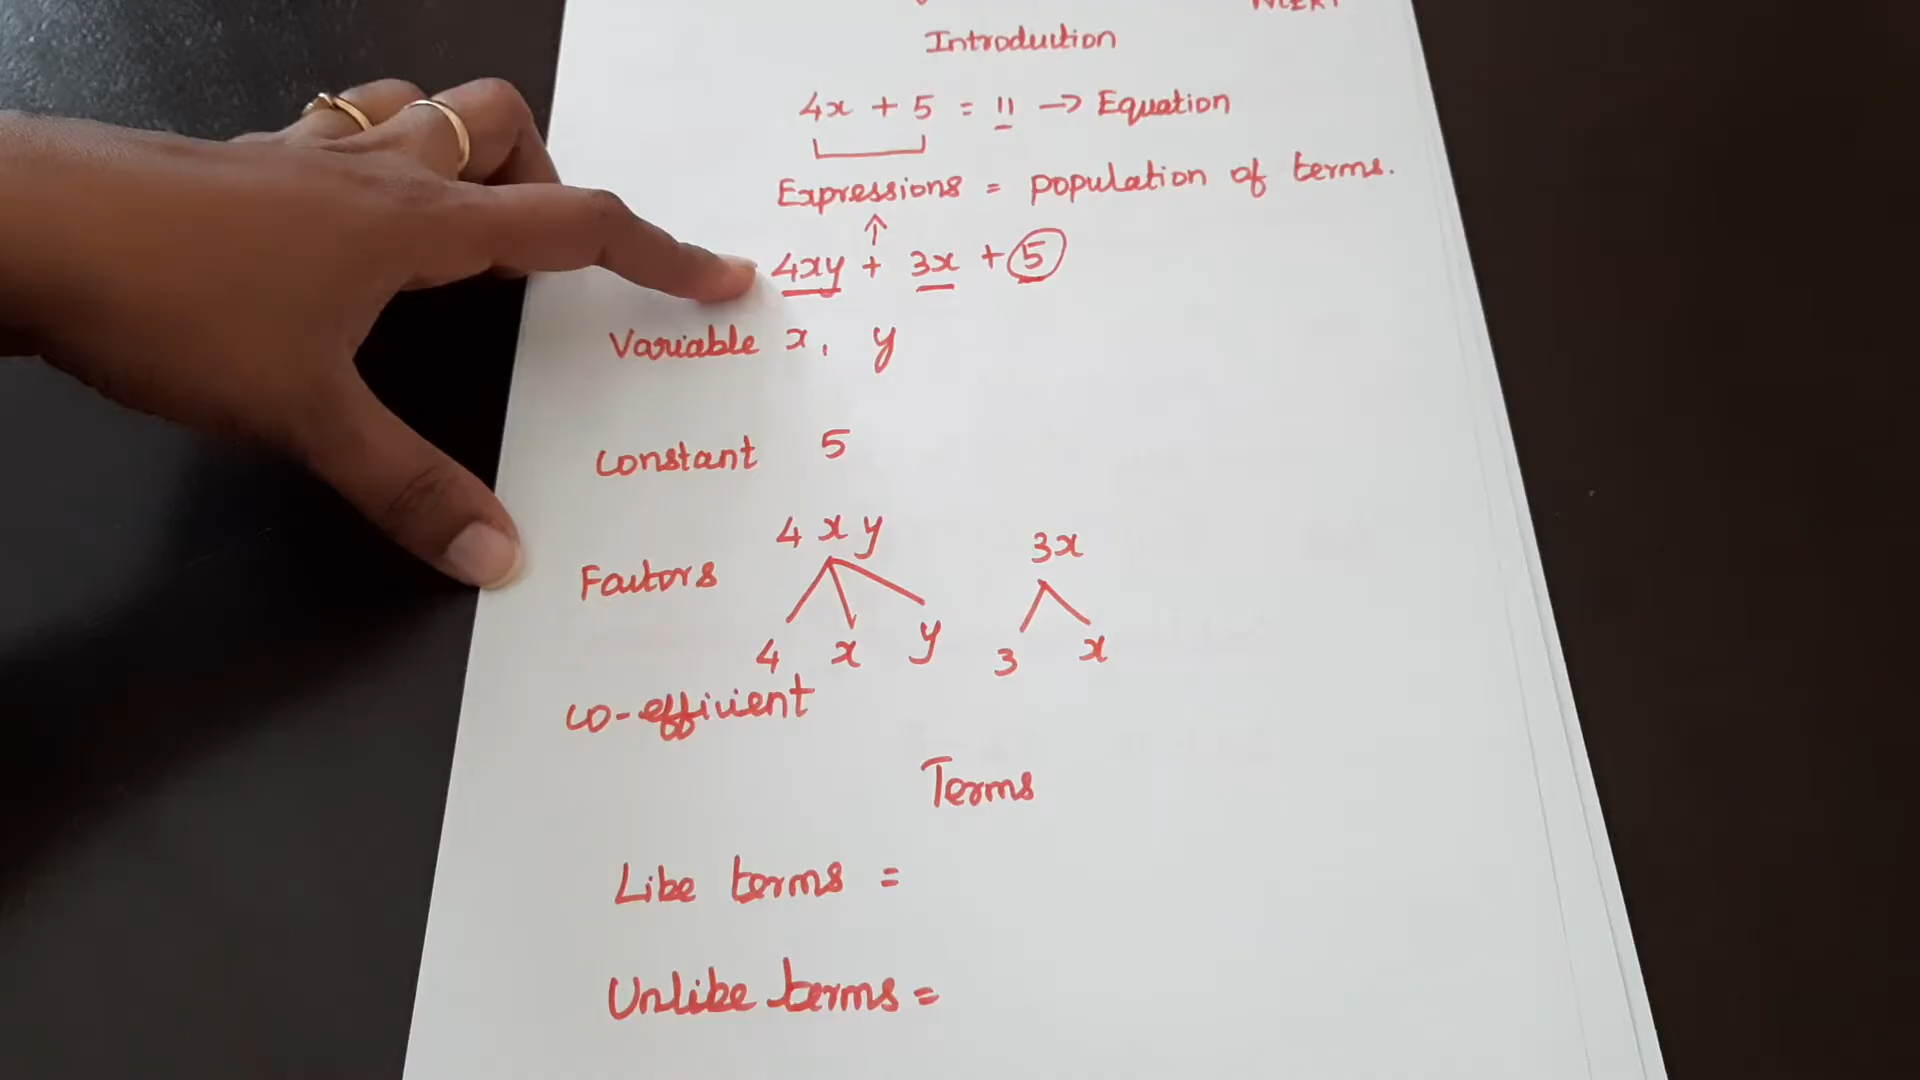 Introduction
4x + 5 = 11 → Equation
Expressions = population of terms.
↑
4xy + 3x + 5
Variable x, y
Constant 5
4 x y 3x
Factors
4 x y 3 x
co-efficient
Terms
Like terms =
Unlike terms =